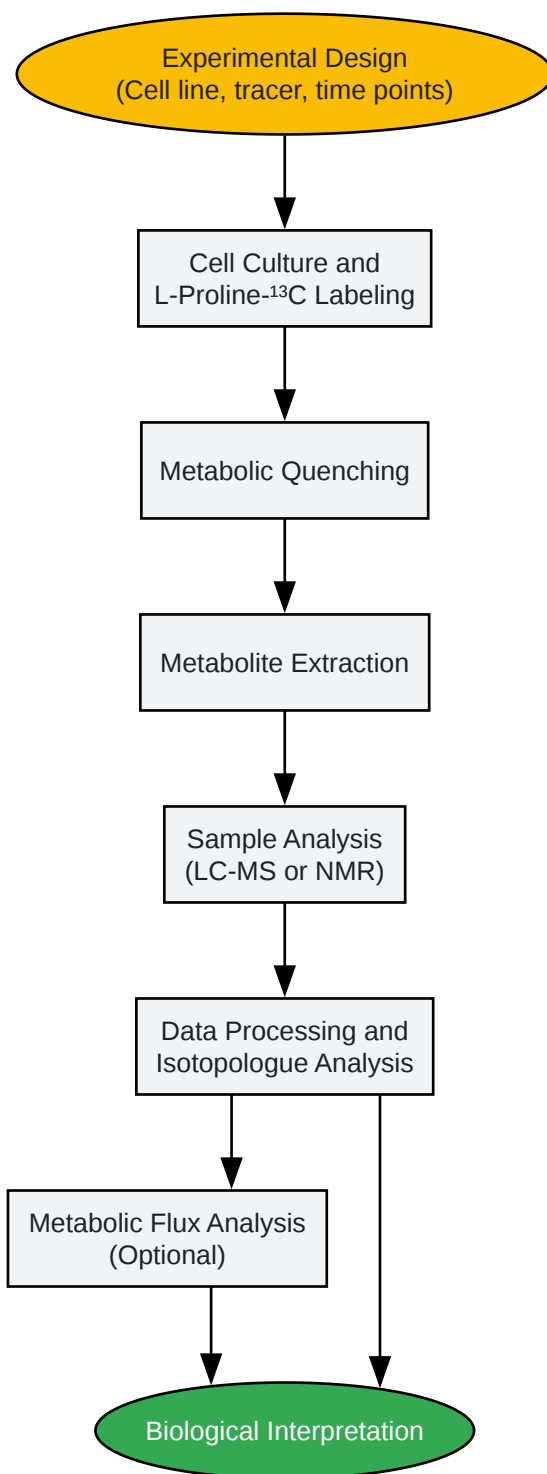 Experimental Design
(Cell line, tracer, time points)
Cell Culture and
L-Proline-¹³C Labeling
Metabolic Quenching
Metabolite Extraction
Sample Analysis
(LC-MS or NMR)
Data Processing and
Isotopologue Analysis
Metabolic Flux Analysis
(Optional)
Biological Interpretation